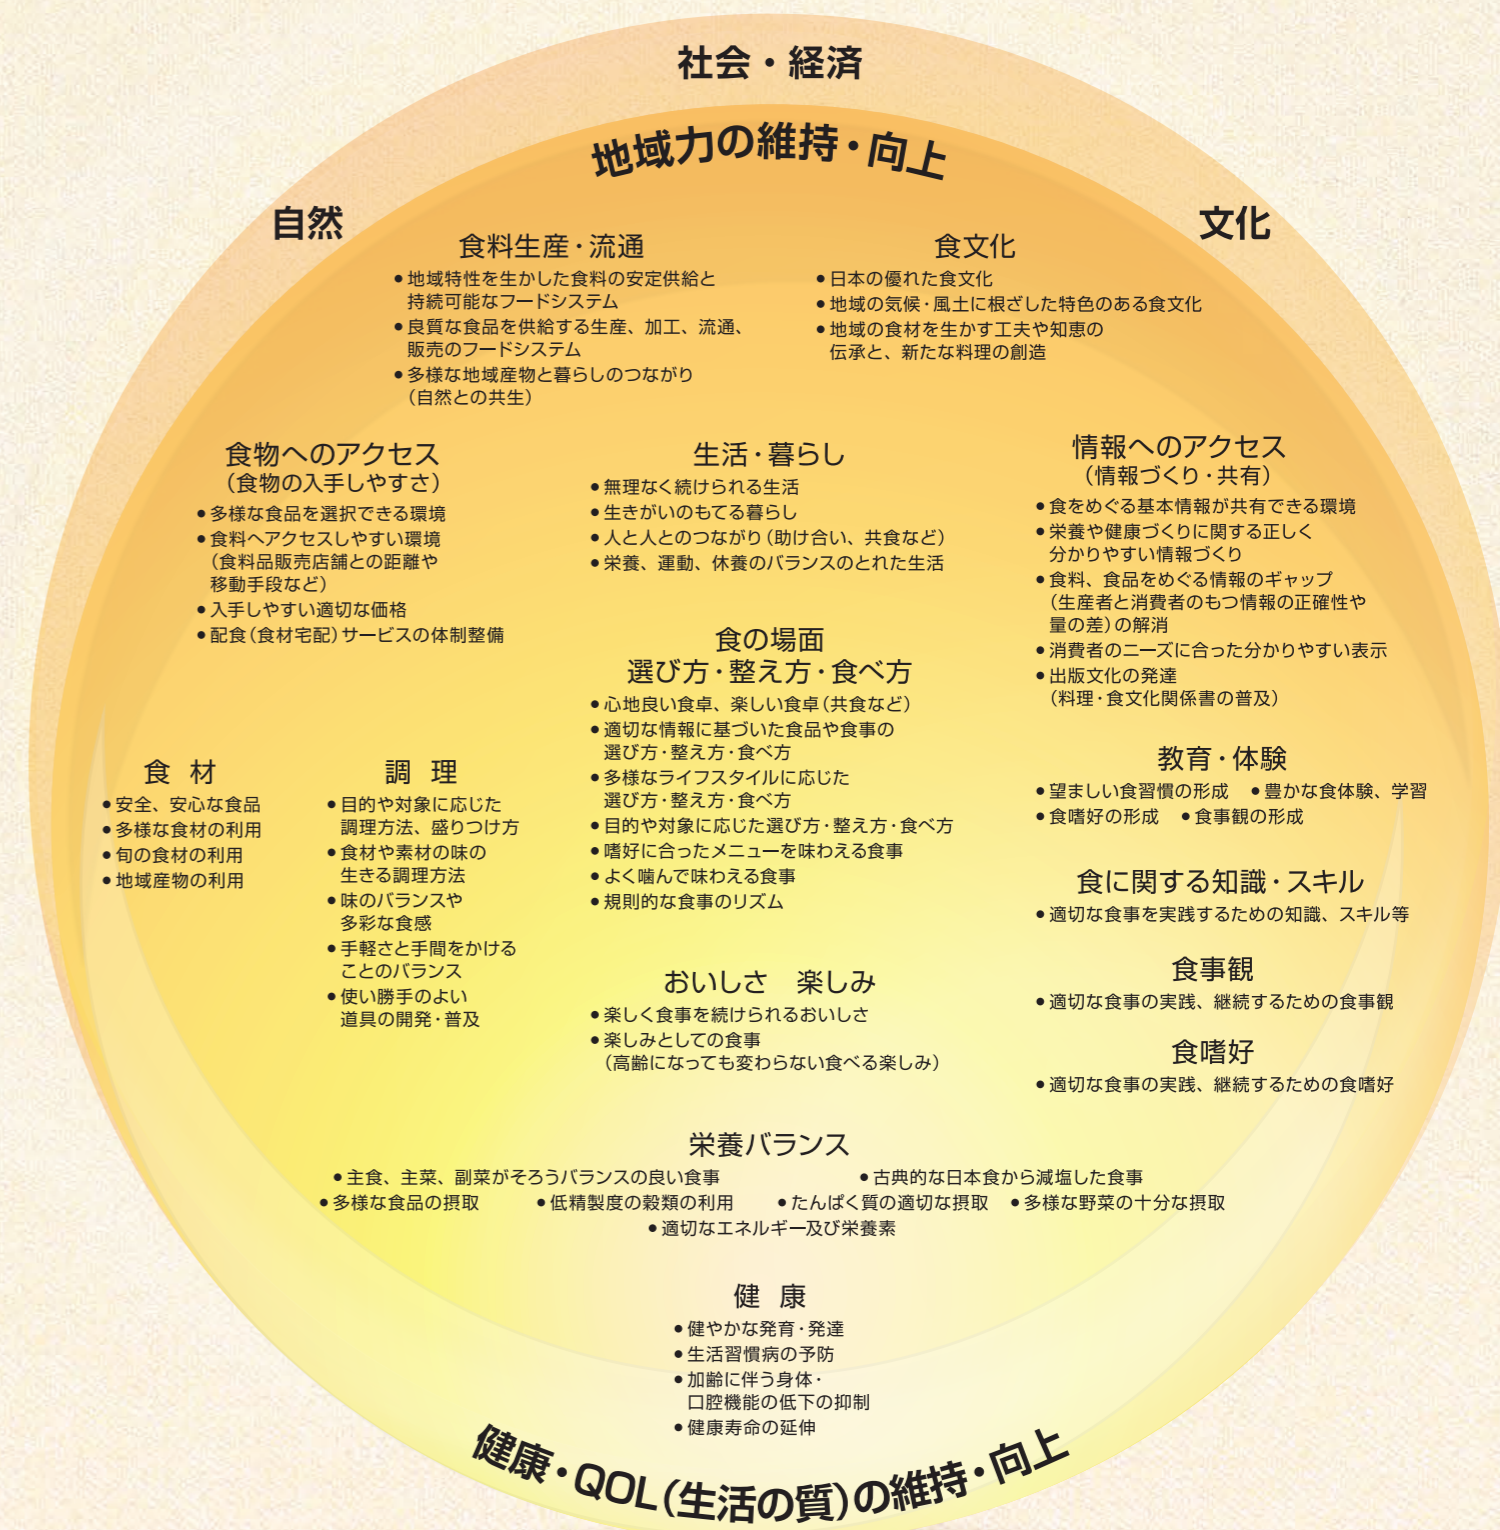 社会・経済
地域力の維持・向上
自然
文化
食料生産・流通
●地域特性を生かした食料の安定供給と
持続可能なフードシステム
●良質な食品を供給する生産、加工、流通、
販売のフードシステム
●多様な地域産物と暮らしのつながり
（自然との共生）
食文化
●日本の優れた食文化
●地域の気候・風土に根ざした特色のある食文化
●地域の食材を生かす工夫や知恵の
伝承と、新たな料理の創造
食物へのアクセス
（食物の入手しやすさ）
●多様な食品を選択できる環境
●食料へアクセスしやすい環境
（食料品販売店舗との距離や
移動手段など）
●入手しやすい適切な価格
●配食（食材宅配）サービスの体制整備
生活・暮らし
●無理なく続けられる生活
●生きがいのもてる暮らし
●人と人とのつながり（助け合い、共食など）
●栄養、運動、休養のバランスのとれた生活
情報へのアクセス
（情報づくり・共有）
●食をめぐる基本情報が共有できる環境
●栄養や健康づくりに関する正しく
分かりやすい情報づくり
●食料、食品をめぐる情報のギャップ
（生産者と消費者のもつ情報の正確性や
量の差）の解消
●消費者のニーズに合った分かりやすい表示
●出版文化の発達
（料理・食文化関係書の普及）
食の場面
選び方・整え方・食べ方
●心地良い食卓、楽しい食卓（共食など）
●適切な情報に基づいた食品や食事の
選び方・整え方・食べ方
●多様なライフスタイルに応じた
選び方・整え方・食べ方
●目的や対象に応じた選び方・整え方・食べ方
●嗜好に合ったメニューを味わえる食事
●よく噛んで味わえる食事
●規則的な食事のリズム
食 材
●安全、安心な食品
●多様な食材の利用
●旬の食材の利用
●地域産物の利用
調 理
●目的や対象に応じた
調理方法、盛りつけ方
●食材や素材の味の
生きる調理方法
●味のバランスや
多彩な食感
●手軽さと手間をかける
ことのバランス
●使い勝手のよい
道具の開発・普及
教育・体験
●望ましい食習慣の形成 ●豊かな食体験、学習
●食嗜好の形成 ●食事観の形成
食に関する知識・スキル
●適切な食事を実践するための知識、スキル等
食事観
●適切な食事の実践、継続するための食事観
食嗜好
●適切な食事の実践、継続するための食嗜好
おいしさ 楽しみ
●楽しく食事を続けられるおいしさ
●楽しみとしての食事
（高齢になっても変わらない食べる楽しみ）
栄養バランス
●主食、主菜、副菜がそろうバランスの良い食事 ●古典的な日本食から減塩した食事
●多様な食品の摂取 ●低精製度の穀類の利用 ●たんぱく質の適切な摂取 ●多様な野菜の十分な摂取
●適切なエネルギー及び栄養素
健 康
●健やかな発育・発達
●生活習慣病の予防
●加齢に伴う身体・
口腔機能の低下の抑制
●健康寿命の延伸
健康・QOL（生活の質）の維持・向上